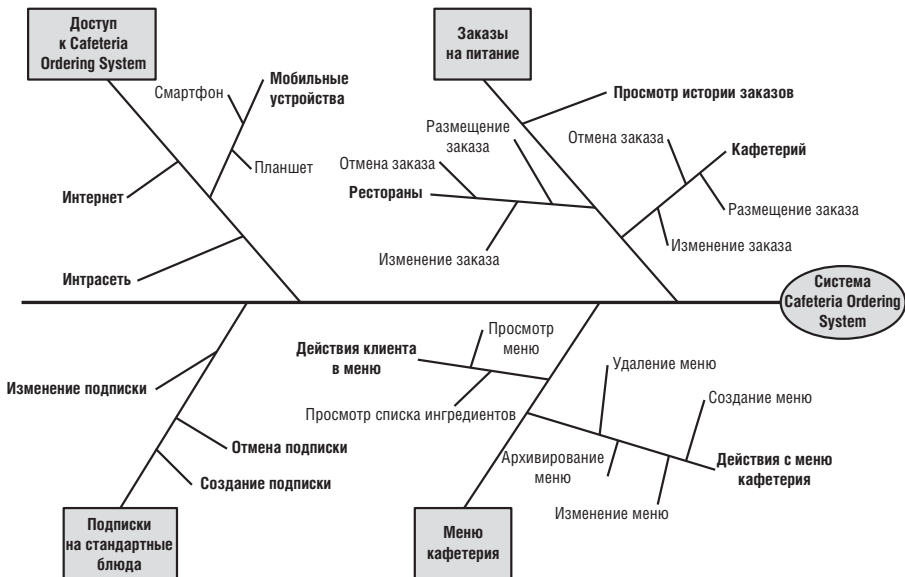 Доступ
к Cafeteria
Ordering System
Смартфон
Мобильные
устройства
Планшет
Интернет
Интрасеть
Заказы
на питание
Просмотр истории заказов
Размещение
заказа
Отмена заказа
Рестораны
Изменение заказа
Отмена заказа
Кафетерий
Размещение заказа
Изменение заказа
Система
Cafeteria Ordering
System
Изменение подписки
Отмена подписки
Создание подписки
Подписки
на стандартные
блюда
Действия клиента
в меню
Просмотр
меню
Просмотр списка ингредиентов
Удаление меню
Создание меню
Архивирование
меню
Изменение меню
Действия с меню
кафетерия
Меню
кафетерия